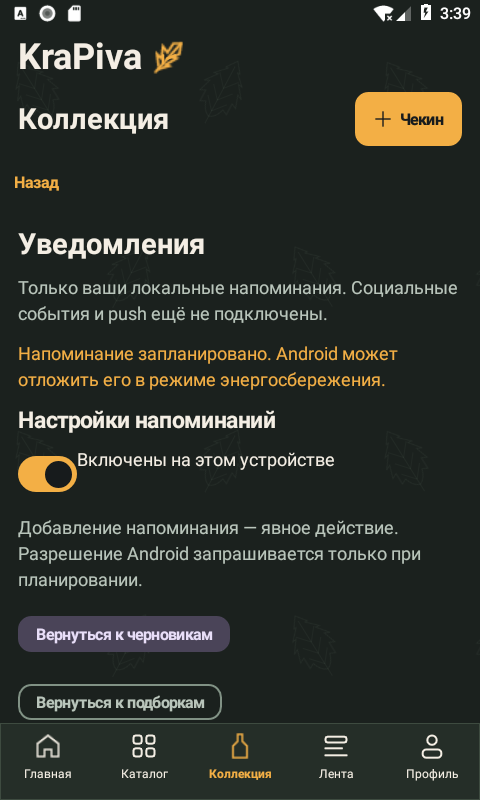 3:39
KraPiva
Коллекция
Чекин
Назад
Уведомления
Только ваши локальные напоминания. Социальные
события и push ещё не подключены.
Напоминание запланировано. Android может
отложить его в режиме энергосбережения.
Настройки напоминаний
Включены на этом устройстве
Добавление напоминания — явное действие.
Разрешение Android запрашивается только при
планировании.
Вернуться к черновикам
Вернуться к подборкам
Главная
Каталог
Коллекция
Лента
Профиль